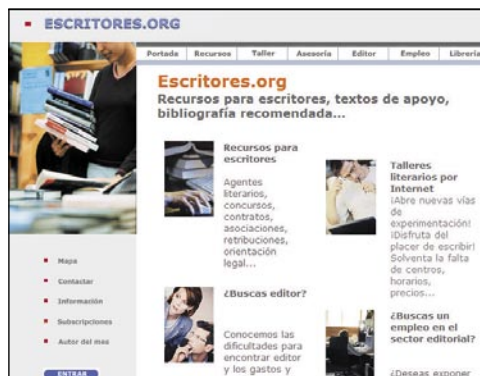 ESCRITORES.ORG
Portada Recursos Taller Asesoría Editor Empleo Librería
Escritores.org
Recursos para escritores, textos de apoyo,
bibliografía recomendada...
Recursos para
escritores
Agentes
literarios,
concursos,
contratos,
asociaciones,
retribuciones,
orientación
legal...
Talleres
literarios por
Internet
¡Abre nuevas vías
de
experimentación!
¡Disfruta del
placer de escribir!
Solventa la falta
de centros,
horarios,
precios...
Mapa
Contactar
Información
Subscripciones
Autor del mas
ENTRAR
¿Buscas editor?
Conocemos las
dificultades para
encontrar editor
y los gastos y
¿Buscas un
empleo en el
sector editorial?
¿Deseas exponer